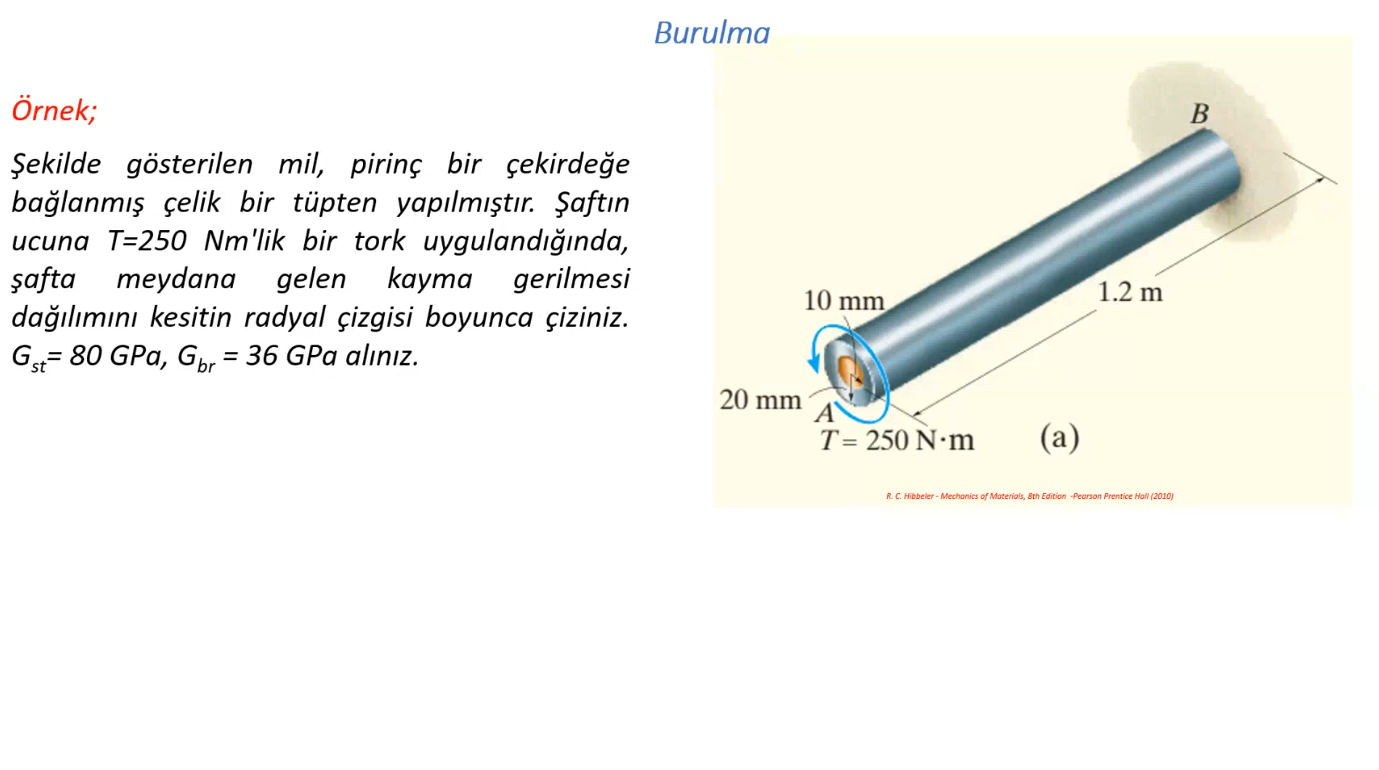 Burulma
Örnek;
Şekilde gösterilen mil, pirinç bir çekirdeğe
bağlanmış çelik bir tüpten yapılmıştır. Şaftın
ucuna T=250 Nm'lik bir tork uygulandığında,
şafta meydana gelen kayma gerilmesi
dağılımını kesitin radyal çizgisi boyunca çiziniz.
Gst= 80 GPa, Gbr = 36 GPa alınız.
B
10 mm
1.2 m
20 mm
A
T = 250 N·m
(a)
R. C. Hibbeler - Mechanics of Materials, 8th Edition -Pearson Prentice Hall (2010)